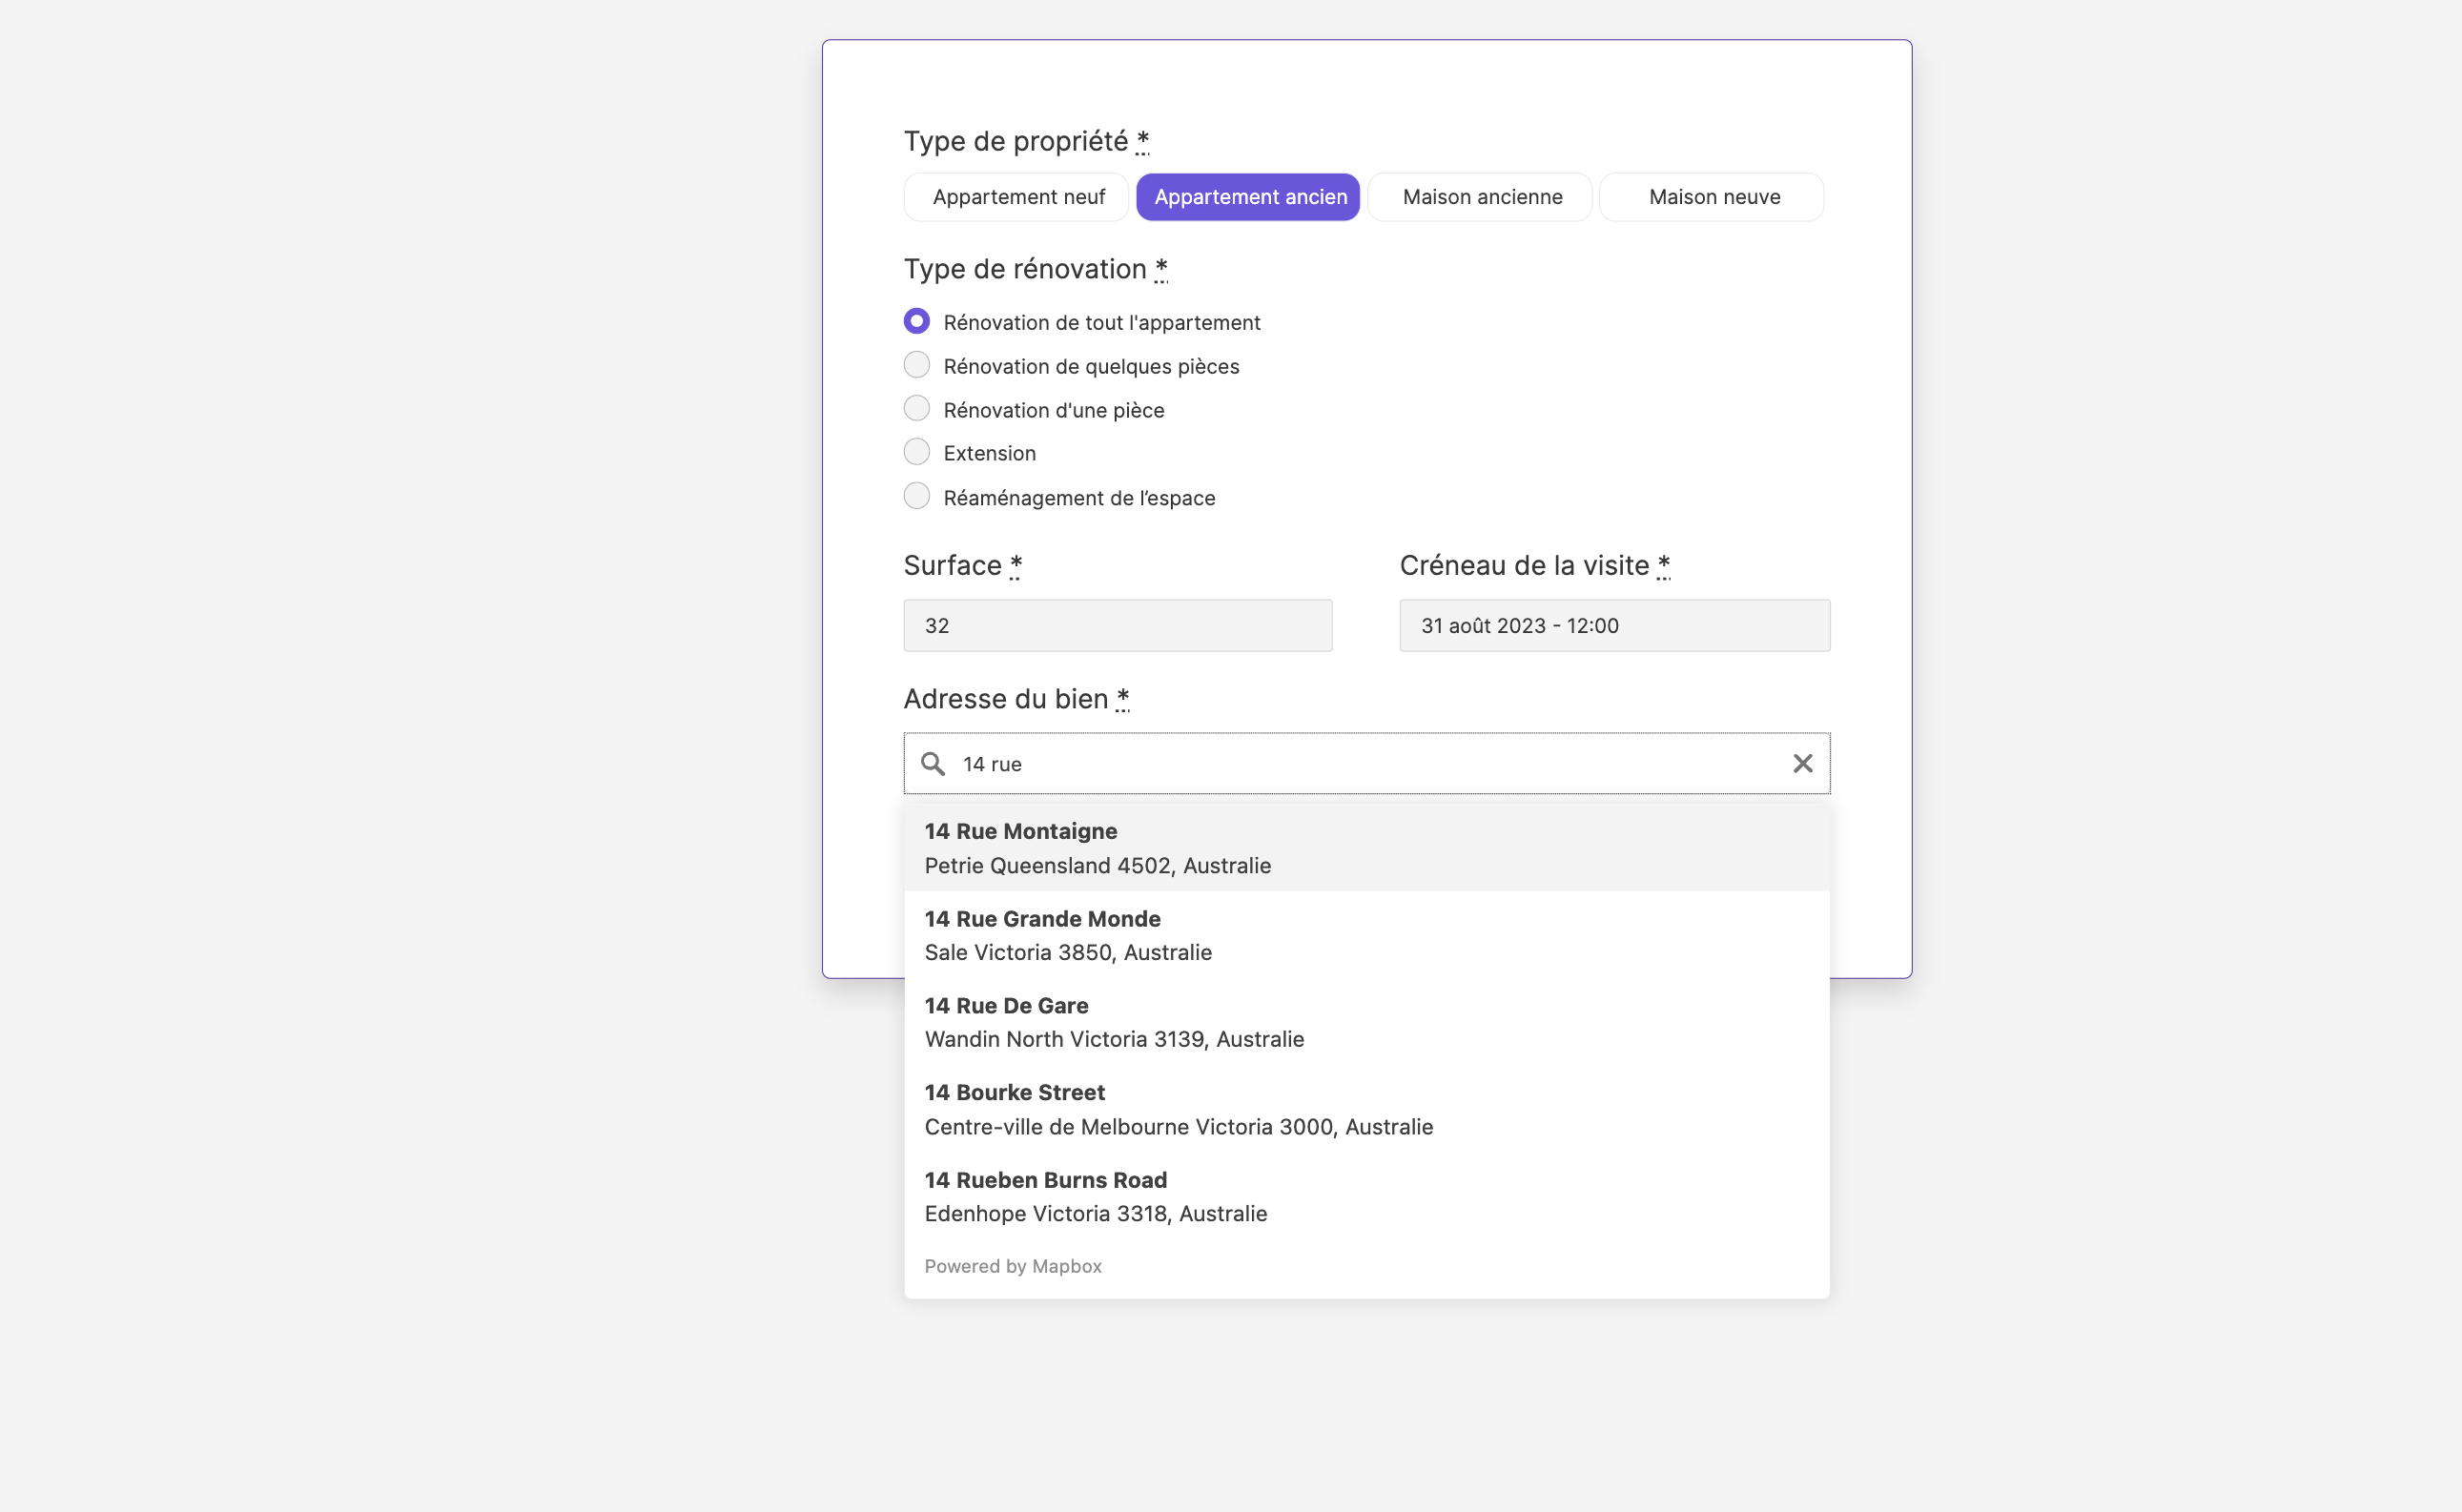 Type de propriété *
Appartement neuf
Appartement ancien
Maison ancienne
Maison neuve
Type de rénovation *
Rénovation de tout l'appartement
Rénovation de quelques pièces
Rénovation d'une pièce
Extension
Réaménagement de l’espace
Surface *
Créneau de la visite *
32
31 août 2023 - 12:00
Adresse du bien *
14 rue
14 Rue Montaigne
Petrie Queensland 4502, Australie
14 Rue Grande Monde
Sale Victoria 3850, Australie
14 Rue De Gare
Wandin North Victoria 3139, Australie
14 Bourke Street
Centre-ville de Melbourne Victoria 3000, Australie
14 Rueben Burns Road
Edenhope Victoria 3318, Australie
Powered by Mapbox